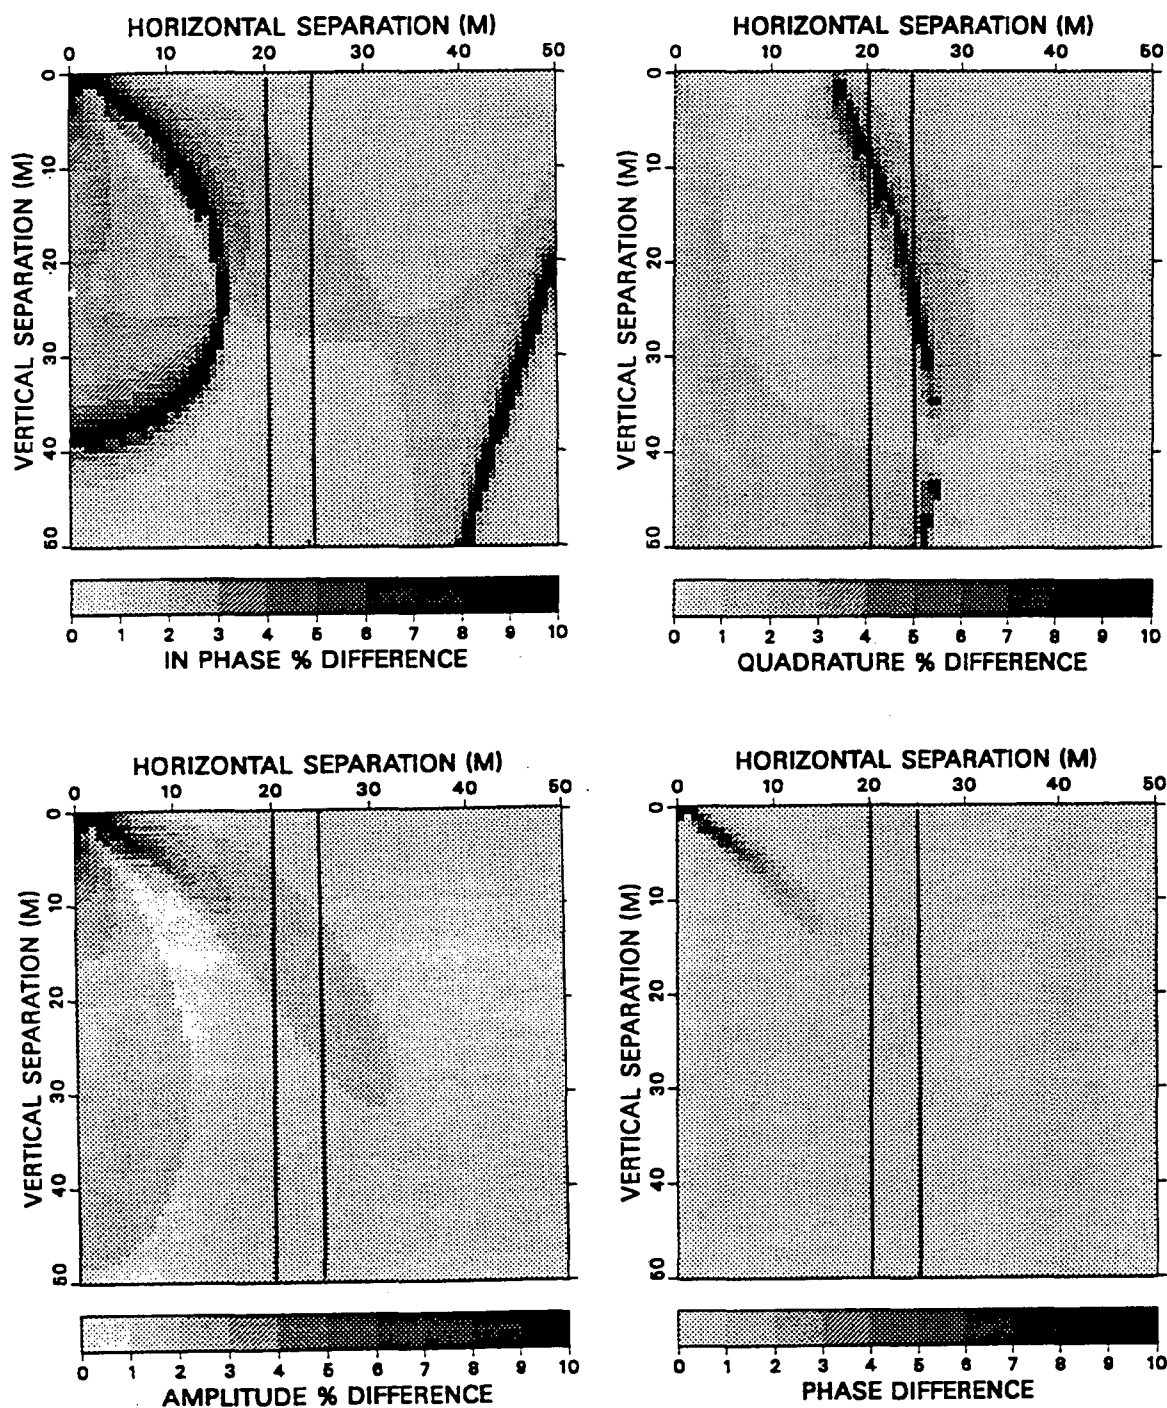 HORIZONTAL SEPARATION (M)
0 10 20 30 40 50
VERTICAL SEPARATION (M)
0 10 20 30 40 50
0 1 2 3 4 5 6 7 8 9 10
IN PHASE % DIFFERENCE
HORIZONTAL SEPARATION (M)
0 10 20 30 40 50
VERTICAL SEPARATION (M)
0 10 20 30 40 50
0 1 2 3 4 5 6 7 8 9 10
QUADRATURE % DIFFERENCE
HORIZONTAL SEPARATION (M)
0 10 20 30 40 50
VERTICAL SEPARATION (M)
0 10 20 30 40 50
0 1 2 3 4 5 6 7 8 9 10
AMPLITUDE % DIFFERENCE
HORIZONTAL SEPARATION (M)
0 10 20 30 40 50
VERTICAL SEPARATION (M)
0 10 20 30 40 50
0 1 2 3 4 5 6 7 8 9 10
PHASE DIFFERENCE